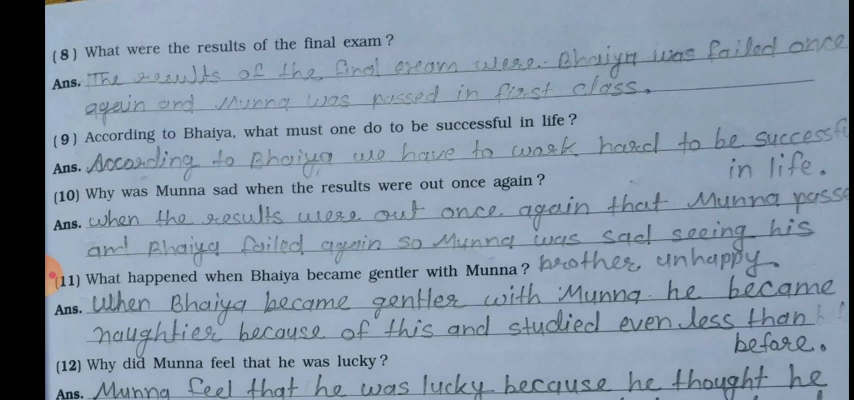 (8) What were the results of the final exam?
Ans. The results of the final exam were. Bhaiya was failed once
again and Munna was passed in first class.
(9) According to Bhaiya, what must one do to be successful in life?
Ans. According to Bhaiya we have to work hard to be successf
in life.
(10) Why was Munna sad when the results were out once again?
Ans. When the results were out once again that Munna passe
and Bhaiya failed again so Munna was sad seeing his
brother unhappy.
(11) What happened when Bhaiya became gentler with Munna?
Ans. When Bhaiya became gentller with Munna he became
naughtier because of this and studied even less than
before.
(12) Why did Munna feel that he was lucky?
Ans. Munna feel that he was lucky because he thought he